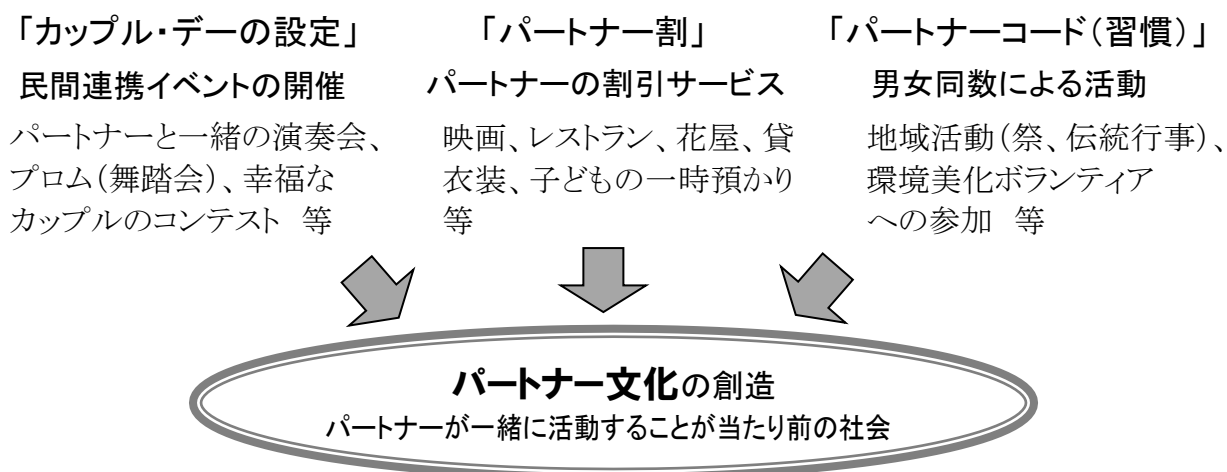 「カップル・デーの設定」
民間連携イベントの開催
パートナーと一緒の演奏会、
プロム(舞踏会)、幸福な
カップルのコンテスト 等
「パートナー割」
パートナーの割引サービス
映画、レストラン、花屋、貸
衣装、子どもの一時預かり
等
「パートナーコード(習慣)」
男女同数による活動
地域活動(祭、伝統行事)、
環境美化ボランティア
への参加 等
パートナー文化の創造
パートナーが一緒に活動することが当たり前の社会